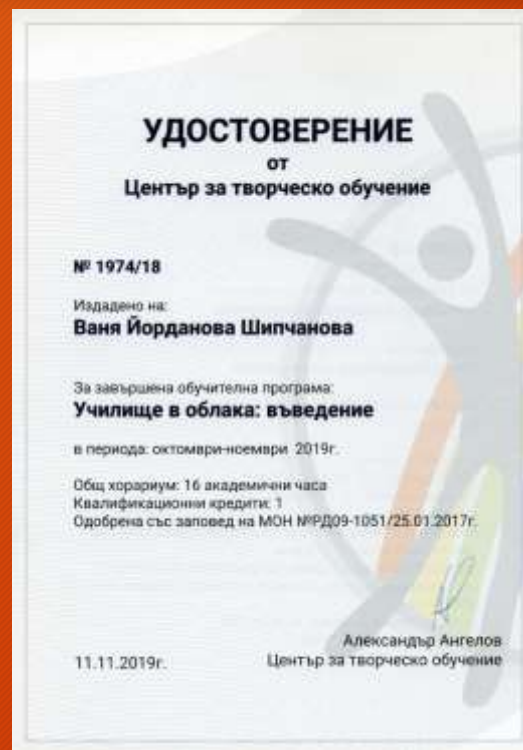 УДОСТОВЕРЕНИЕ
от
Център за творческо обучение
№ 1974/18
Издадено на:
Ваня Йорданова Шипчанова
За завършена обучителна програма:
Училище в облака: въведение
в периода: октомври-ноември 2019г.
Общ хорариум: 16 академични часа
Квалификационни кредити: 1
Одобрена със заповед на МОН №РД09-1051/25.01.2017г.
Александър Ангелов
11.11.2019г. Център за творческо обучение